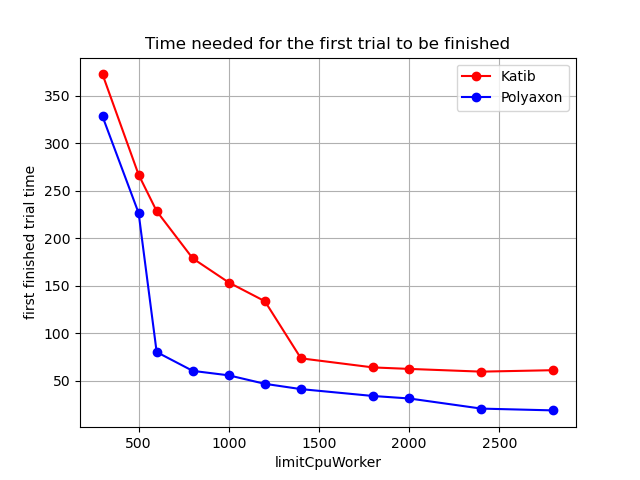 Time needed for the first trial to be finished
Katib
Polyaxon
first finished trial time
350
300
250
200
150
100
50
500
1000
1500
2000
2500
limitCpuWorker